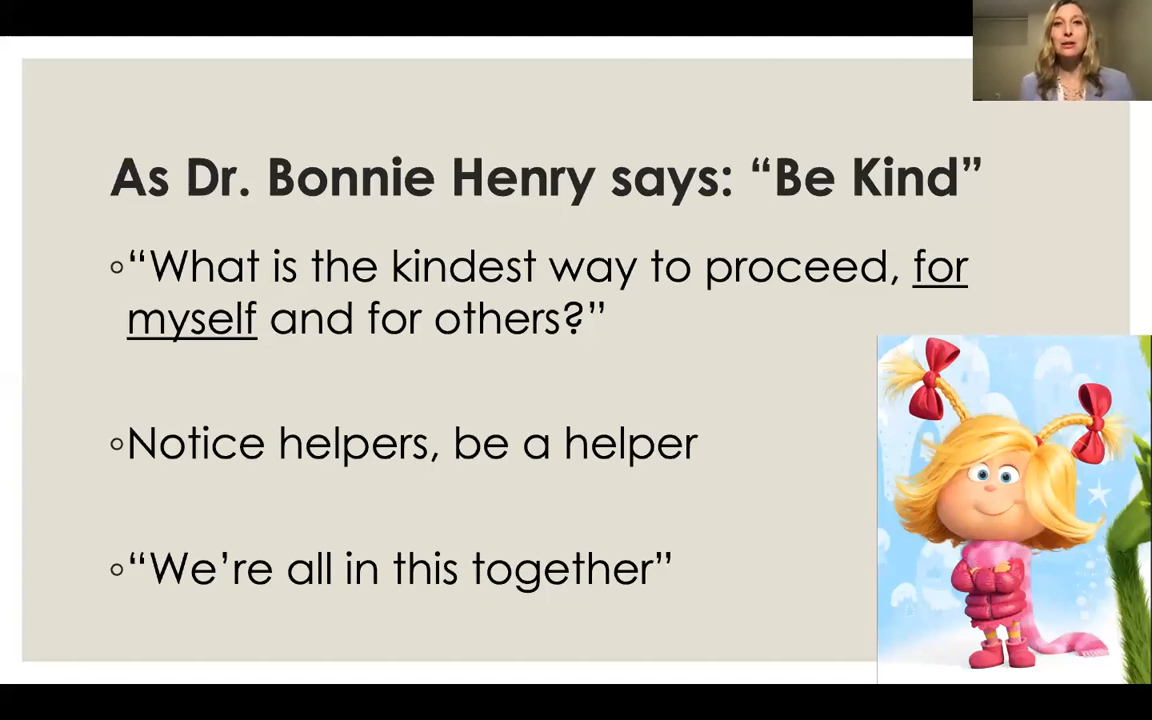 As Dr. Bonnie Henry says: “Be Kind”
“What is the kindest way to proceed, for
myself and for others?”
Notice helpers, be a helper
“We’re all in this together”